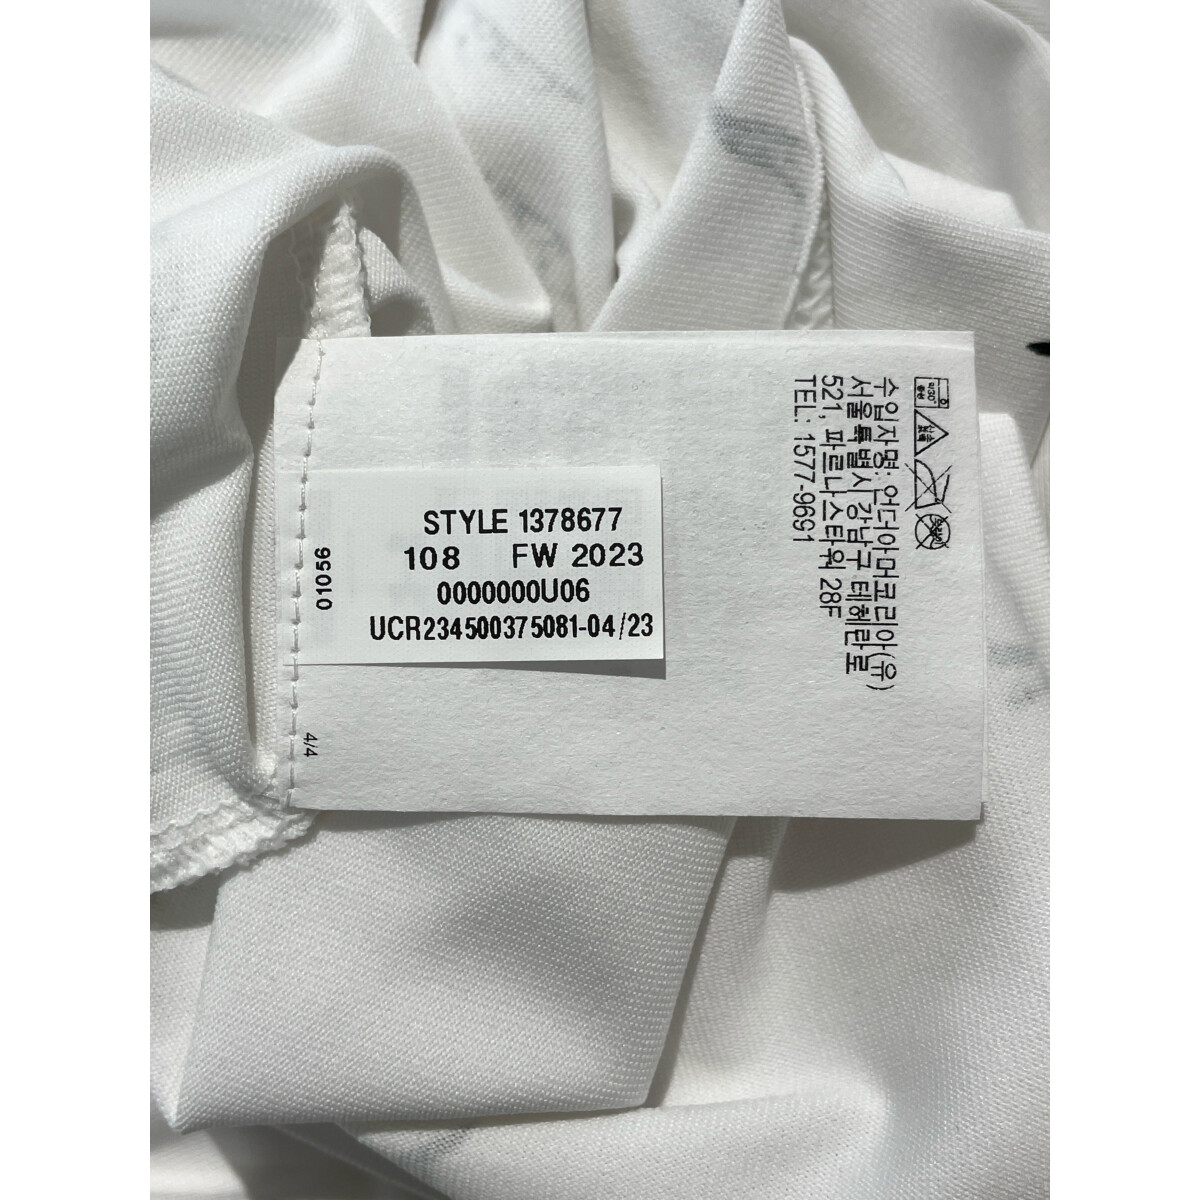 STYLE 1378677
108 FW 2023
0000000U06
UCR234500375081-04/23
01056
4/4
수입자명: 언더아머코리아(유)
서울특별시 강남구 테헤란로
521, 파르나스타워 28F
TEL: 1577-9691